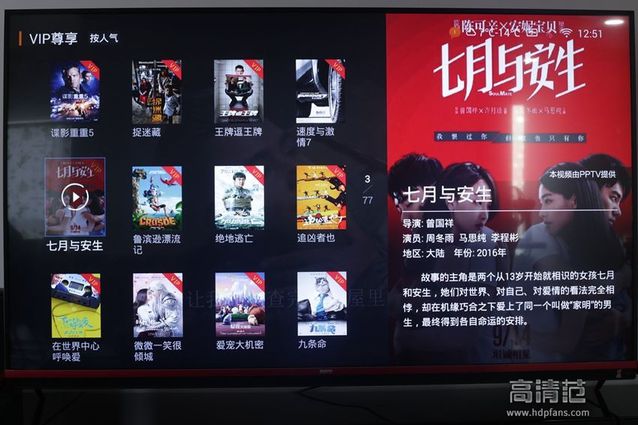 VIP尊享 按人气
谍影重重5
捉迷藏
王牌逗王牌
速度与激
情7
七月与安生
鲁滨逊漂流
记
绝地逃亡
追凶者也
在世界中心
呼唤爱
微微一笑很
倾城
爱宠大机密
九条命
3
77
12:51
陈可辛×安妮宝贝
七月与安生
SOULMATE
本视频由PPTV提供
七月与安生
导演: 曾国祥
演员: 周冬雨 马思纯 李程彬
地区: 大陆 年份: 2016年
故事的主角是两个从13岁开始就相识的女孩七月
和安生，她们对世界、对自己、对爱情的看法完全相
悖，却在机缘巧合之下爱上了同一个叫做“家明”的男
生，最终得到各自命运的安排。
高清范
www.hdpfans.com